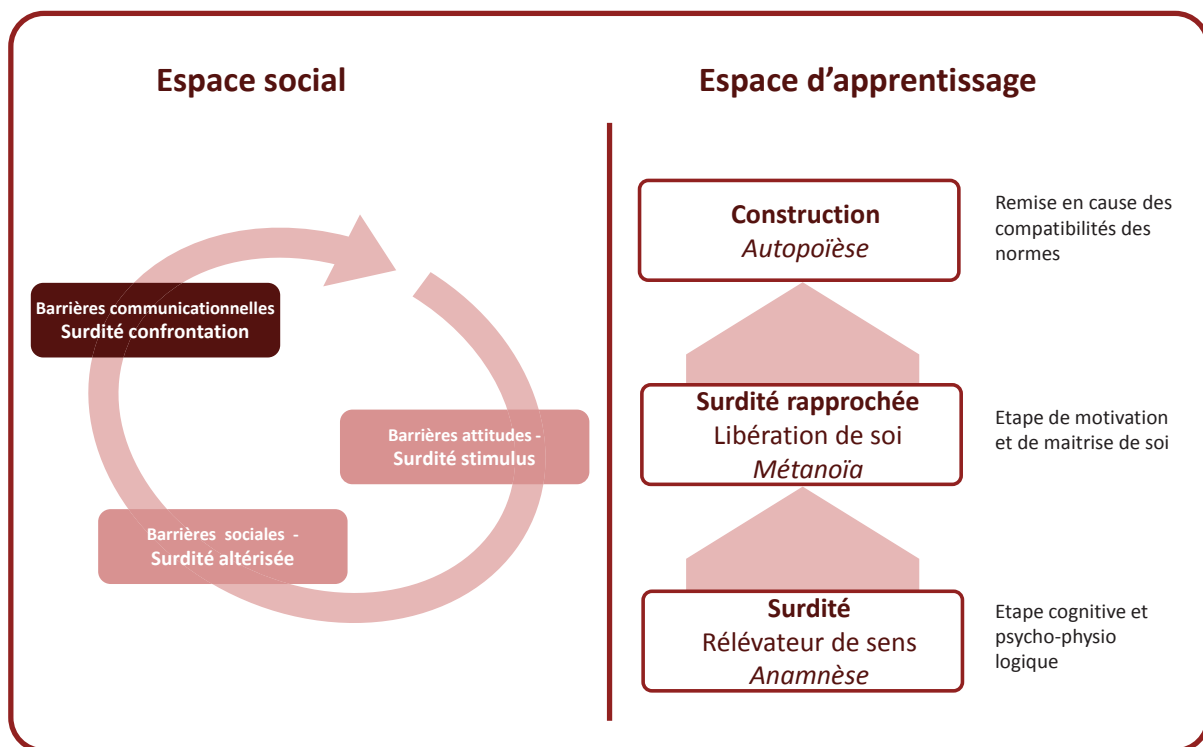 Espace social
Barrières communicationnelles
Surdité confrontation
Barrières attitudes -
Surdité stimulus
Barrières sociales -
Surdité altérisée
Espace d’apprentissage
Construction
Autopoïèse
Remise en cause des
compatibilités des
normes
Surdité rapprochée
Libération de soi
Métanoïa
Etape de motivation
et de maitrise de soi
Surdité
Rélévateur de sens
Anamnèse
Etape cognitive et
psycho-physio
logique